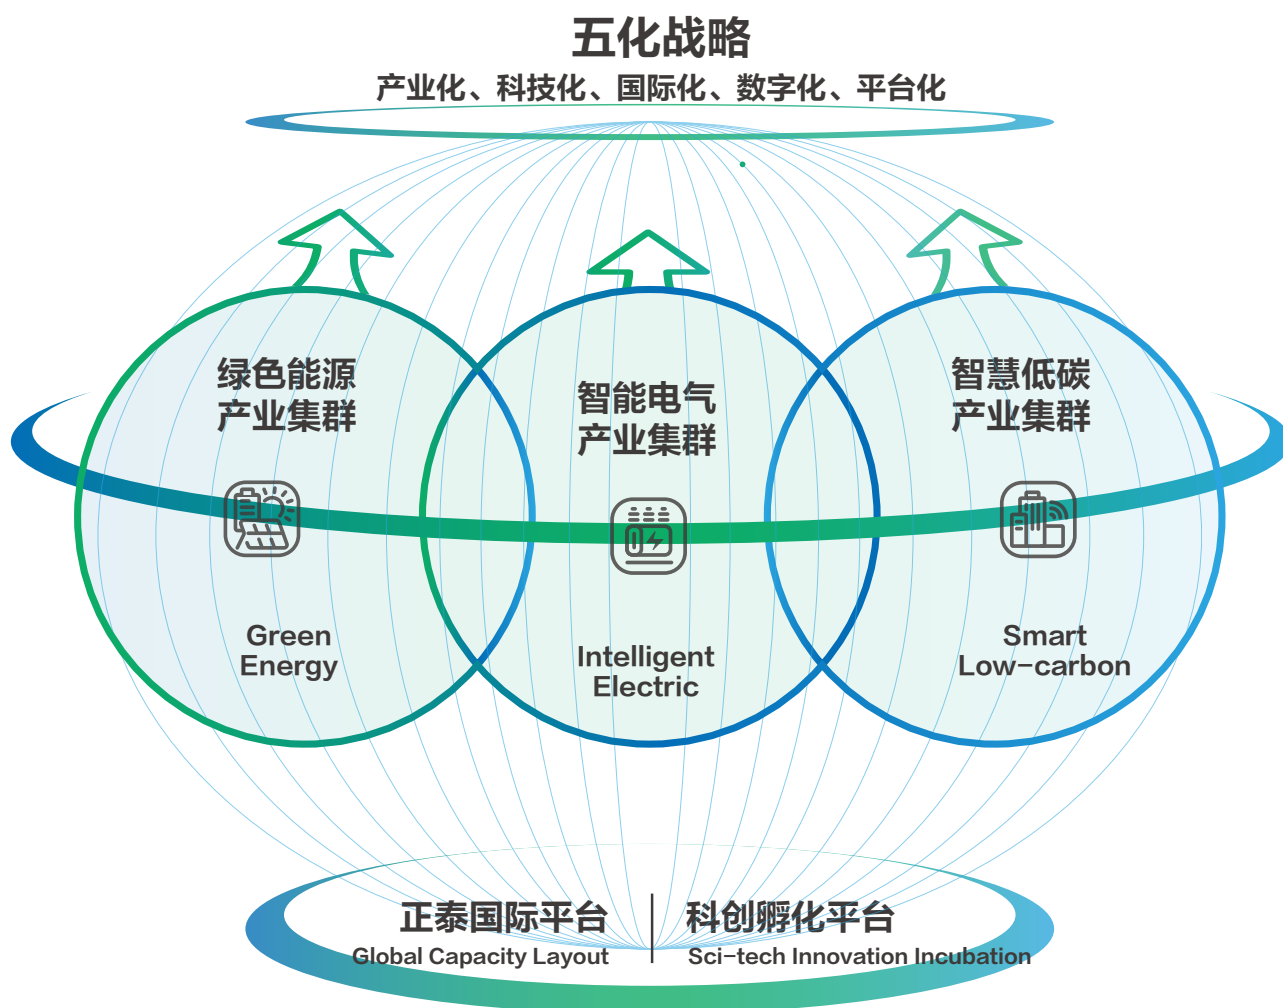 五化战略
产业化、科技化、国际化、数字化、平台化
绿色能源
产业集群
Green
Energy
智能电气
产业集群
Intelligent
Electric
智慧低碳
产业集群
Smart
Low-carbon
正泰国际平台
Global Capacity Layout
科创孵化平台
Sci-tech Innovation Incubation